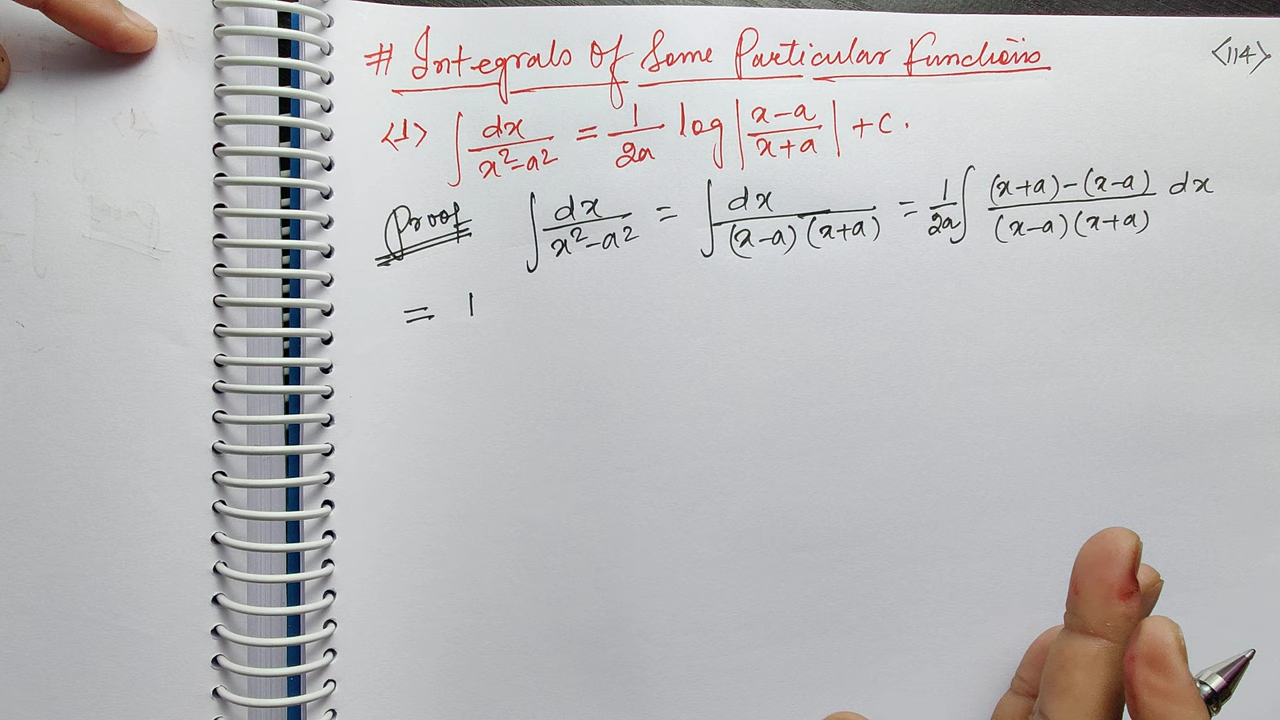 # Integrals Of Some Particular Functions <114>
<1> ∫ dx/(x²-a²) = 1/2a log |(x-a)/(x+a)| + c.
Proof ∫ dx/(x²-a²) = ∫ dx/((x-a)(x+a)) = 1/2a ∫ ((x+a)-(x-a))/((x-a)(x+a)) dx
= 1